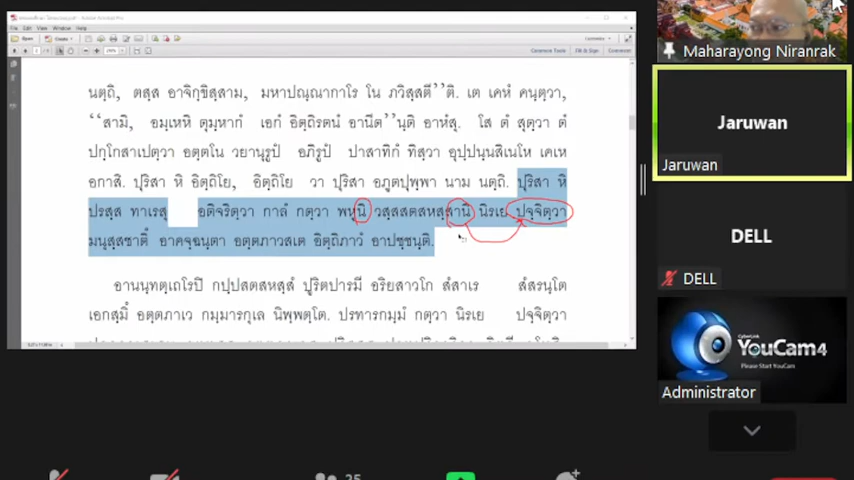 File Edit View Window Help
Open
Create
Comments
Customize Tools
Fill & Sign
Comment
นตฺถิ, ตสฺส อาจิกฺขิสฺสาม, มหาปณฺณากาโร โน ภวิสฺสตี”ติ. เต เคหํ คนฺตฺวา,
“สามิ, อมฺเหหิ ตุมฺหากํ เอกํ อิตฺถิรตนํ อานีต”นฺติ อาหํสุ. โส ตํ สุตฺวา ตํ
ปกฺโกสาเปตฺวา อตฺตโน วยานุรูปํ อภิรูปํ ปาสาทิกํ ทิสฺวา อุปฺปนฺนสิเนโห เคเห
อกาสิ. ปุริสา หิ อิตฺถิโย, อิตฺถิโย วา ปุริสา อภูตปุพฺพา นาม นตฺถิ. ปุริสา หิ
ปรสฺส ทาเรสุ อติจริตฺวา กาลํ กตฺวา พหูนิ วสฺสสตสหสฺสานิ นิรเย ปจฺจิตฺวา
มนุสฺสชาตึ อาคจฺฉนฺตา อตฺตภาวสเต อิตฺถิภาวํ อาปชฺชนฺติ.
อานนฺทตฺเถโรปิ กปฺปสตสหสฺสํ ปูริตปารมี อริยสาวโก สํสาเร สํสรนฺโต
เอกสฺมึ อตฺตภาเว กมฺมารกุเล นิพฺพตฺโต. ปรทารกมฺมํ กตฺวา นิรเย ปจฺจิตฺวา
Maharayong Niranrak
Jaruwan
Jaruwan
DELL
DELL
CyberLink
YouCam4
Please Start YouCam
Administrator
25